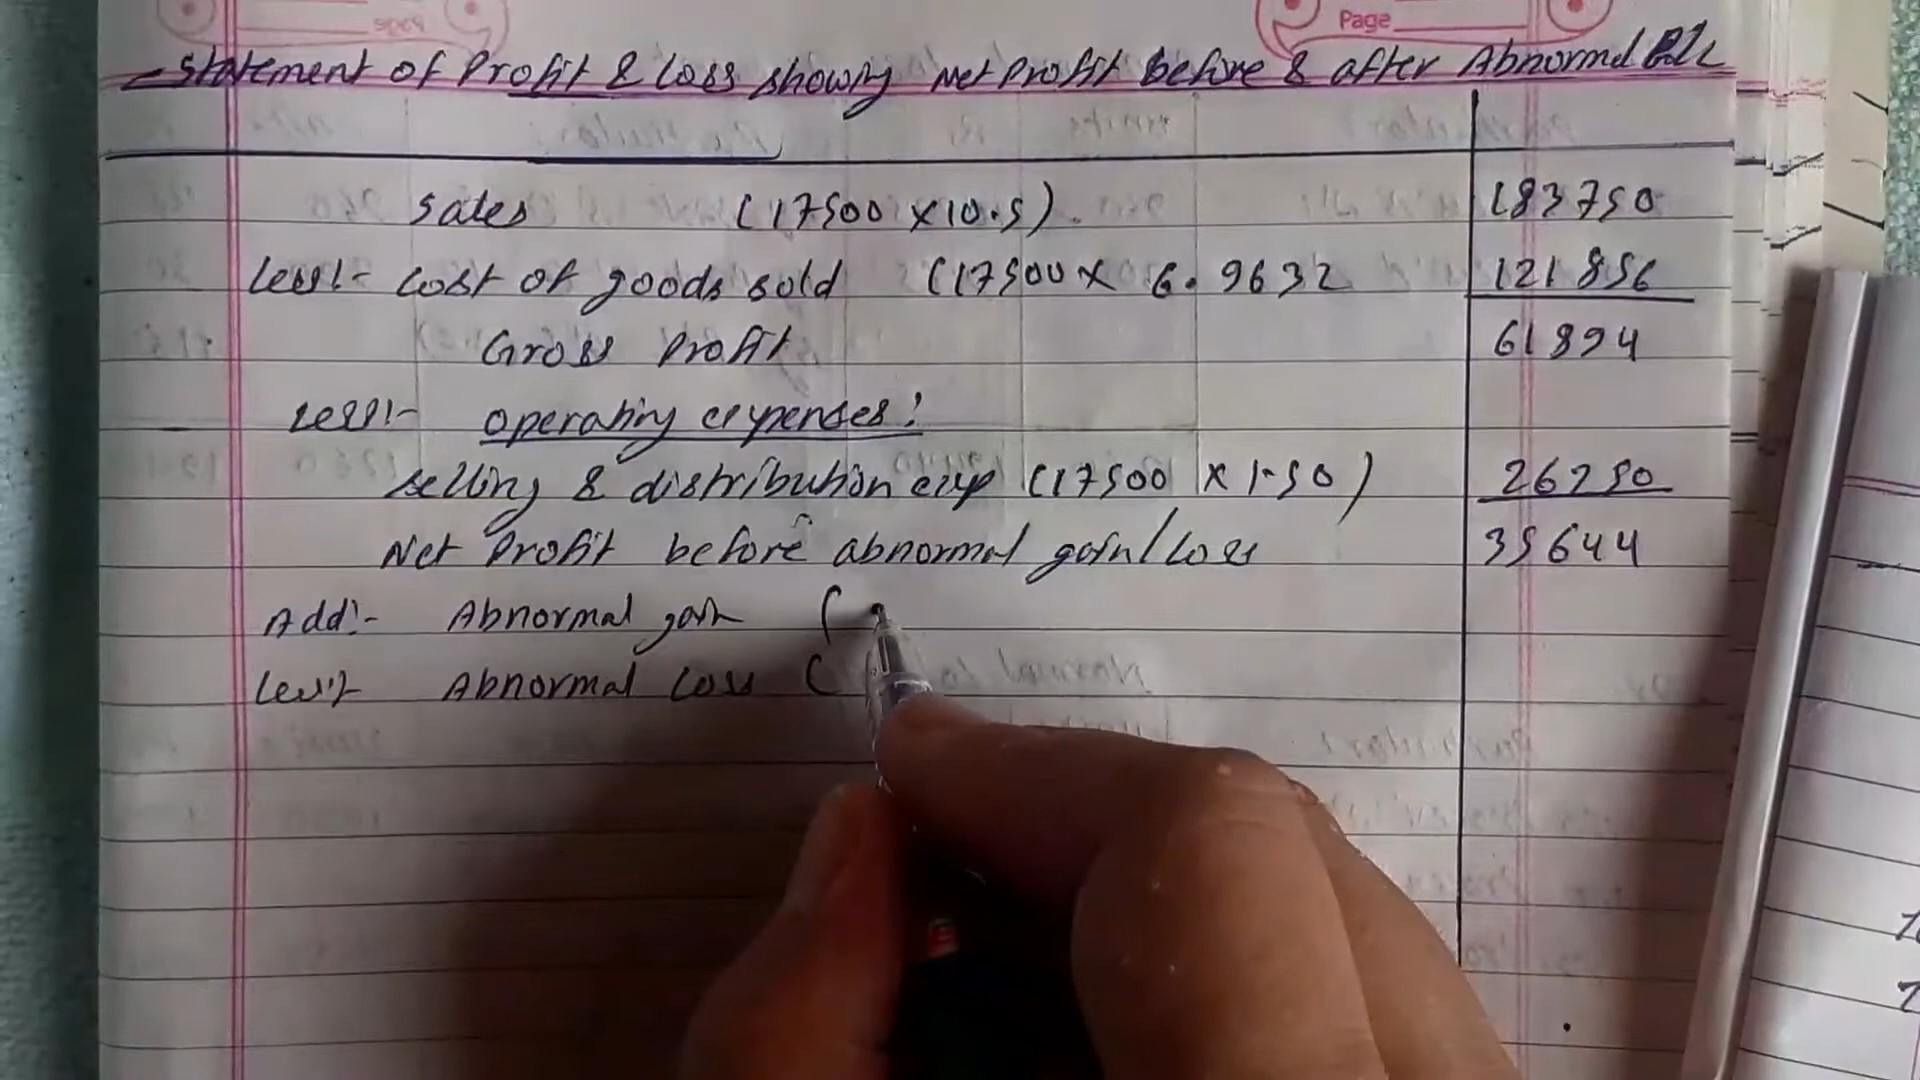 Page
Statement of Profit & Loss showing Net Profit Before & after Abnormal
Sales (17500 × 10.5) 183750
Less:- Cost of goods sold (17500 × 6.9632 121856
Gross Profit 61894
Less:- operating expenses:
selling & distribution exp (17500 × 1.50) 26250
Net Profit before abnormal gain/Loss 35644
Add:- Abnormal gain (
Less:- Abnormal Loss (